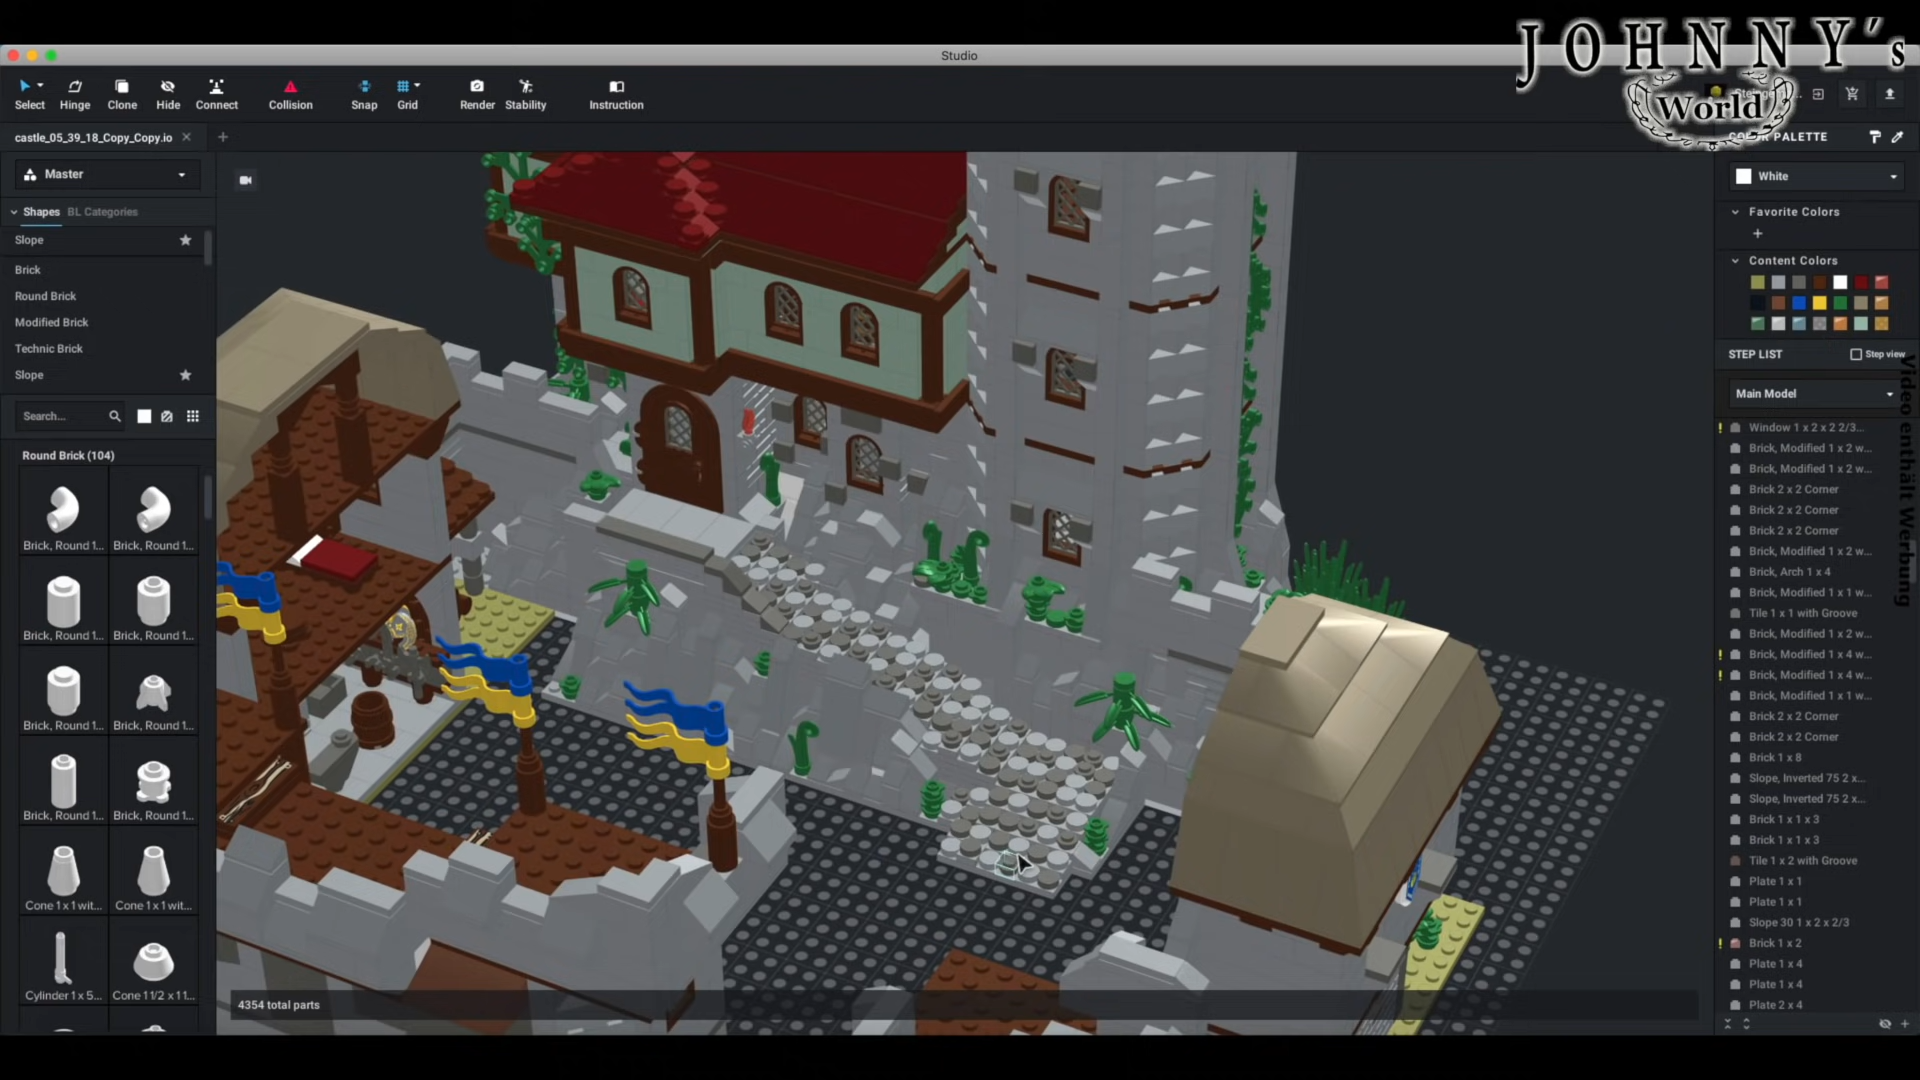 JOHNNY's
World
Studio
Select
Hinge
Clone
Hide
Connect
Collision
Snap
Grid
Render
Stability
Instruction
castle_05_39_18_Copy_Copy.io
Master
Shapes
BL Categories
Slope
Brick
Round Brick
Modified Brick
Technic Brick
Slope
Search...
Round Brick (104)
Brick, Round 1...
Brick, Round 1...
Brick, Round 1...
Brick, Round 1...
Brick, Round 1...
Brick, Round 1...
Brick, Round 1...
Brick, Round 1...
Cone 1 x 1 wit...
Cone 1 x 1 wit...
Cylinder 1 x 5...
Cone 1 1/2 x 11...
4354 total parts
White
Favorite Colors
Content Colors
STEP LIST
Step view
Main Model
Window 1 x 2 x 2 2/3...
Brick, Modified 1 x 2 w...
Brick, Modified 1 x 2 w...
Brick 2 x 2 Corner
Brick 2 x 2 Corner
Brick 2 x 2 Corner
Brick, Modified 1 x 2 w...
Brick, Arch 1 x 4
Brick, Modified 1 x 1 w...
Tile 1 x 1 with Groove
Brick, Modified 1 x 2 w...
Brick, Modified 1 x 4 w...
Brick, Modified 1 x 4 w...
Brick, Modified 1 x 1 w...
Brick 2 x 2 Corner
Brick 2 x 2 Corner
Brick 1 x 8
Slope, Inverted 75 2 x...
Slope, Inverted 75 2 x...
Brick 1 x 1 x 3
Brick 1 x 1 x 3
Tile 1 x 2 with Groove
Plate 1 x 1
Plate 1 x 1
Slope 30 1 x 2 x 2/3
Brick 1 x 2
Plate 1 x 4
Plate 1 x 4
Plate 2 x 4
Video enthält Werbung